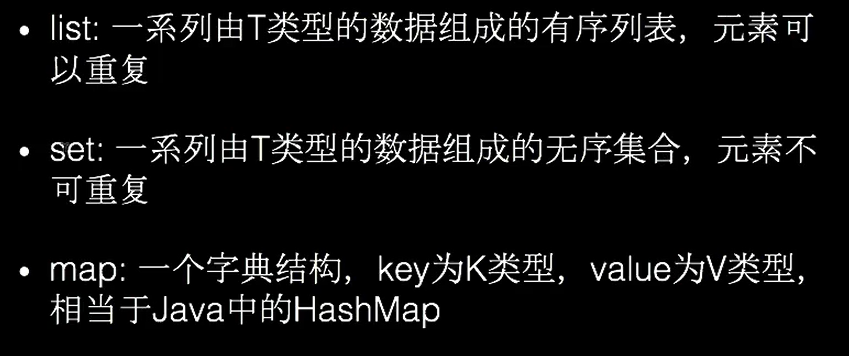 • list: 一系列由T类型的数据组成的有序列表，元素可
以重复
• set: 一系列由T类型的数据组成的无序集合，元素不
可重复
• map: 一个字典结构，key为K类型，value为V类型，
相当于Java中的HashMap